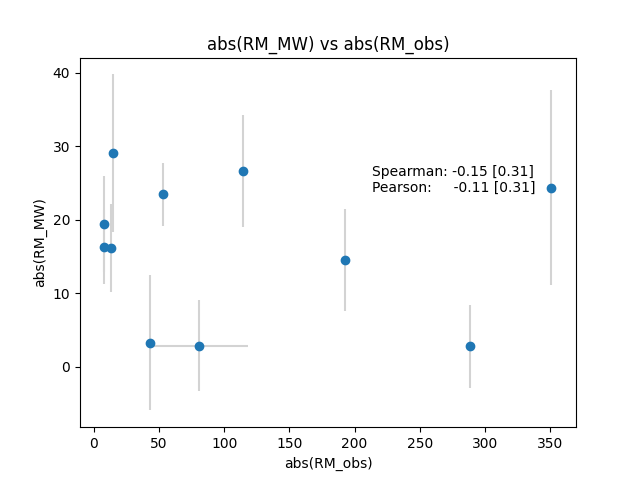 abs(RM_MW) vs abs(RM_obs)
40
30
20
10
0
abs(RM_MW)
Spearman: -0.15 [0.31]
Pearson: -0.11 [0.31]
0 50 100 150 200 250 300 350
abs(RM_obs)